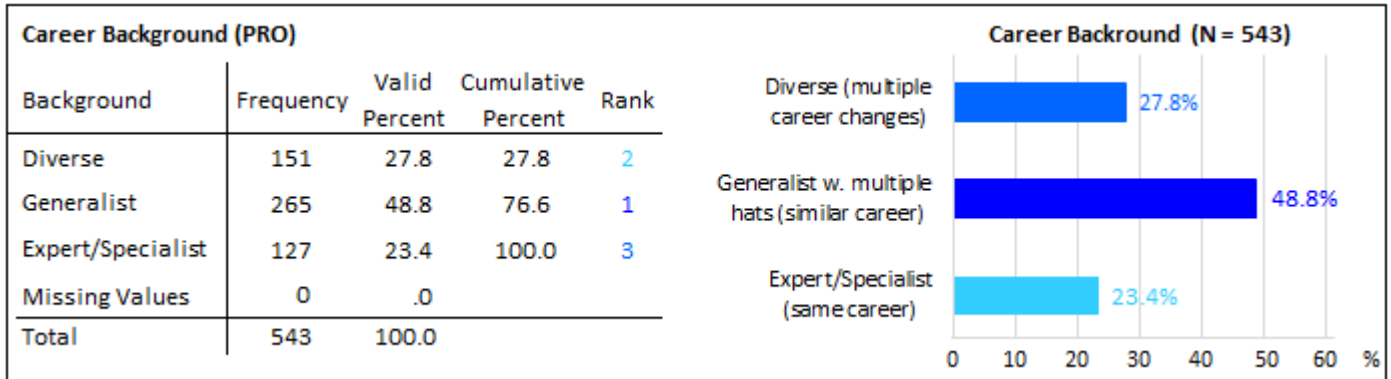 Career Background (PRO)
Background Frequency Valid Percent Cumulative Percent Rank
Diverse 151 27.8 27.8 2
Generalist 265 48.8 76.6 1
Expert/Specialist 127 23.4 100.0 3
Missing Values 0 .0
Total 543 100.0
Career Backround (N = 543)
Diverse (multiple
career changes)
27.8%
Generalist w. multiple
hats (similar career)
48.8%
Expert/Specialist
(same career)
23.4%
0 10 20 30 40 50 60 %